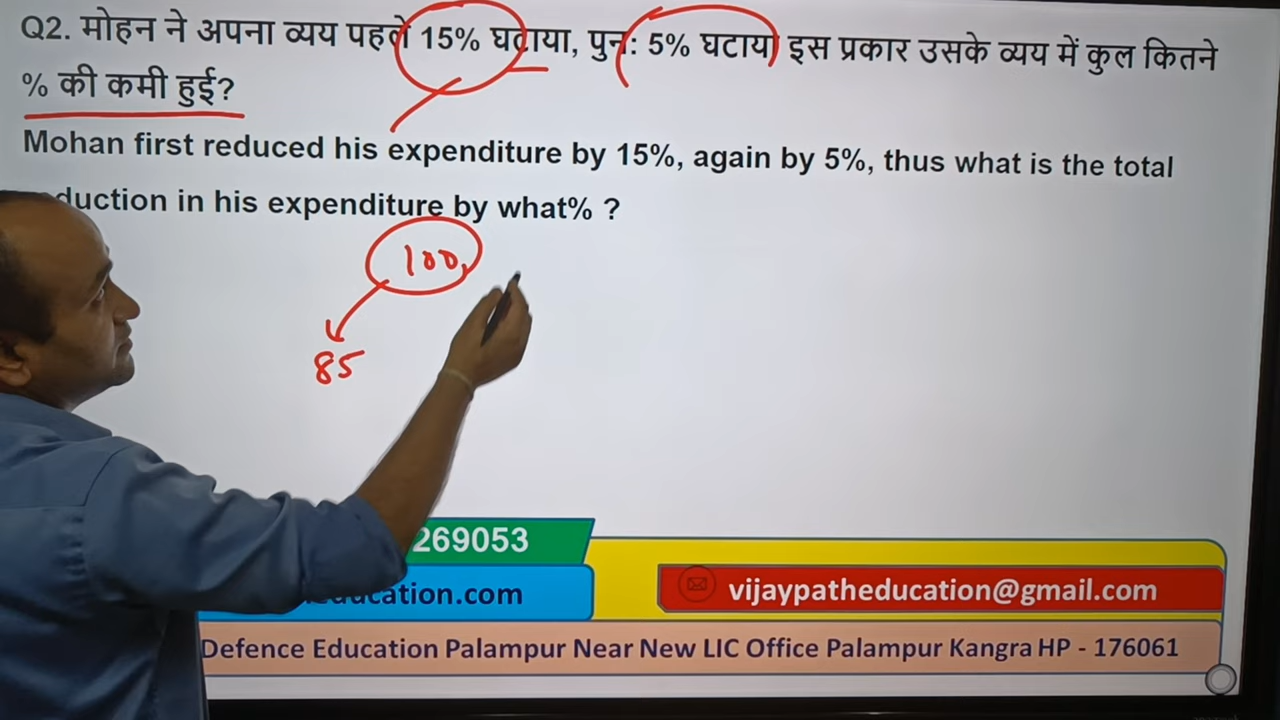 Q2. मोहन ने अपना व्यय पहले 15% घटाया, पुन: 5% घटाया इस प्रकार उसके व्यय में कुल कितने
% की कमी हुई?
Mohan first reduced his expenditure by 15%, again by 5%, thus what is the total
duction in his expenditure by what% ?
100
85
269053
ucation.com
vijaypatheducation@gmail.com
Defence Education Palampur Near New LIC Office Palampur Kangra HP - 176061